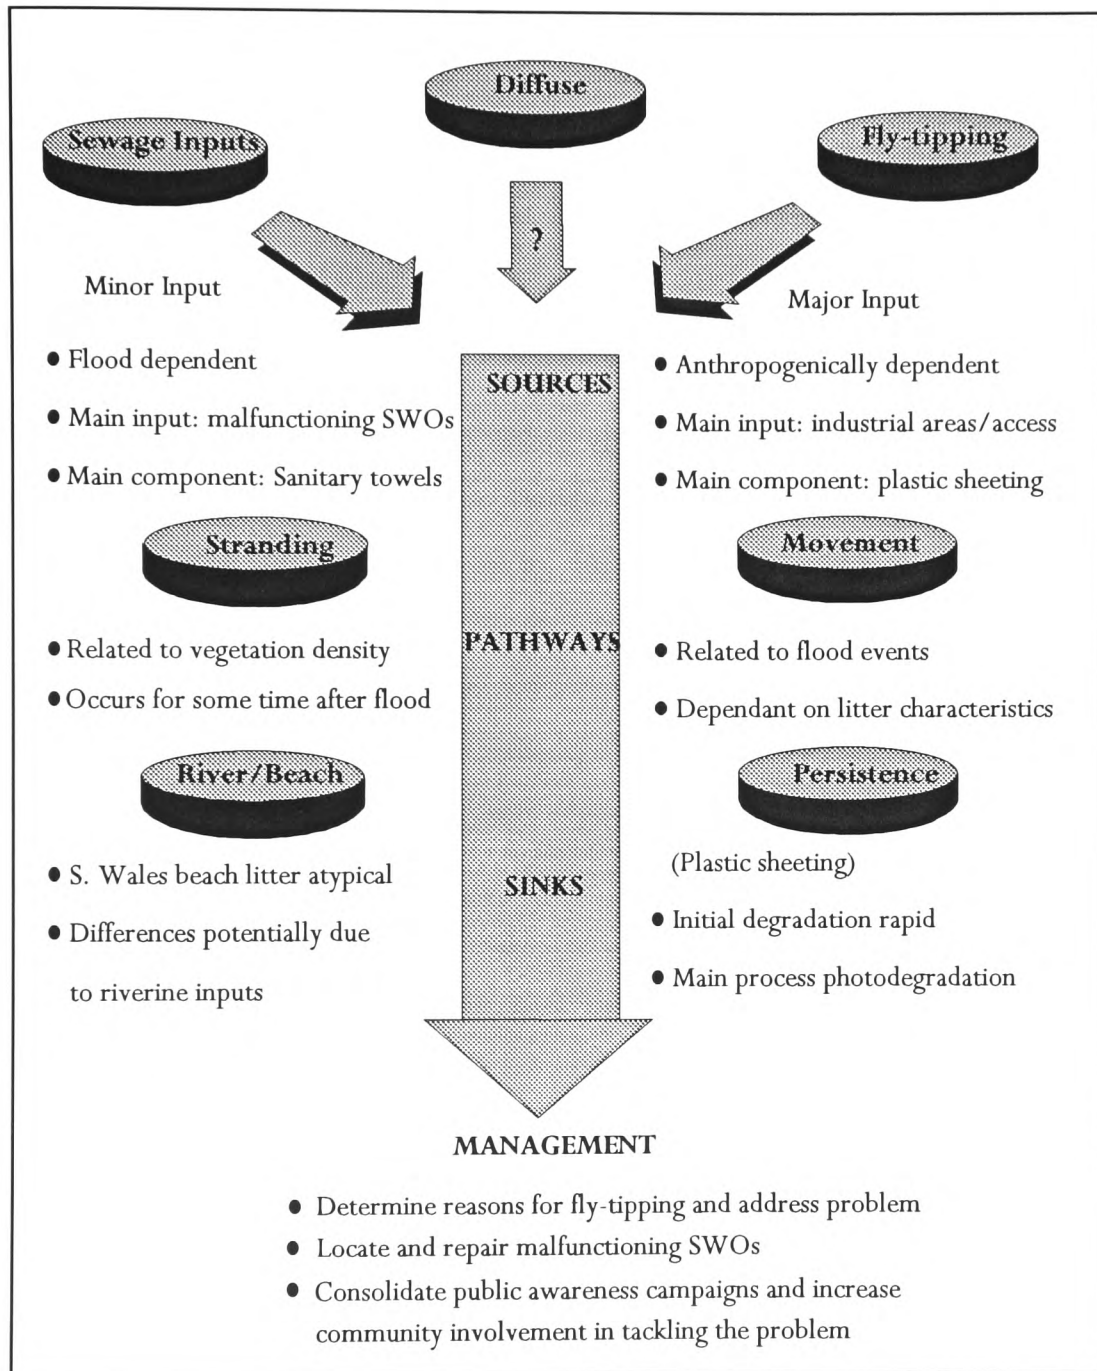 Diffuse
Sewage Inputs
Fly-tipping
?
Minor Input
Major Input
● Flood dependent
● Main input: malfunctioning SWOs
● Main component: Sanitary towels
SOURCES
● Anthropogenically dependent
● Main input: industrial areas/access
● Main component: plastic sheeting
Stranding
Movement
● Related to vegetation density
● Occurs for some time after flood
PATHWAYS
● Related to flood events
● Dependant on litter characteristics
River/Beach
Persistence
● S. Wales beach litter atypical
● Differences potentially due
to riverine inputs
SINKS
(Plastic sheeting)
● Initial degradation rapid
● Main process photodegradation
MANAGEMENT
● Determine reasons for fly-tipping and address problem
● Locate and repair malfunctioning SWOs
● Consolidate public awareness campaigns and increase
community involvement in tackling the problem